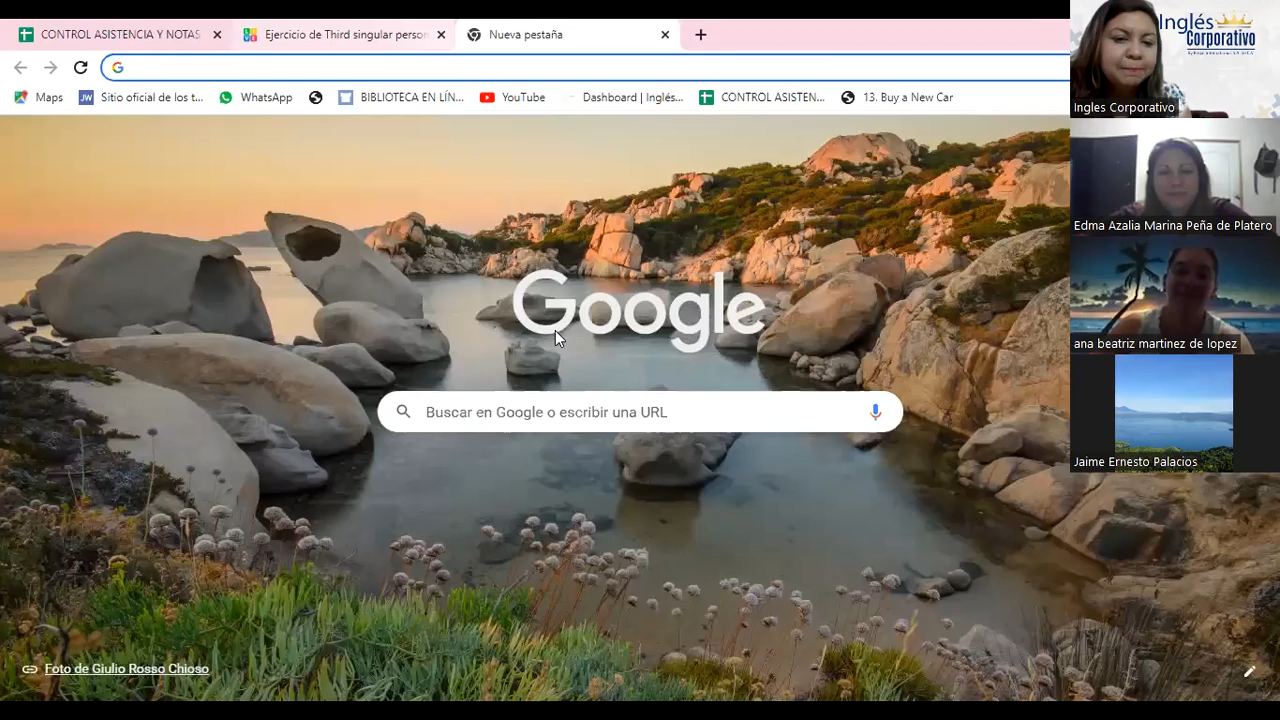 CONTROL ASISTENCIA Y NOTAS
Ejercicio de Third singular person
Nueva pestaña
Maps
Sitio oficial de los t...
WhatsApp
BIBLIOTECA EN LÍN...
YouTube
Dashboard | Inglés...
CONTROL ASISTEN...
13. Buy a New Car
Google
Buscar en Google o escribir una URL
Foto de Giulio Rosso Chioso
Inglés
Corporativo
Ingles Corporativo
Edma Azalia Marina Peña de Platero
ana beatriz martinez de lopez
Jaime Ernesto Palacios